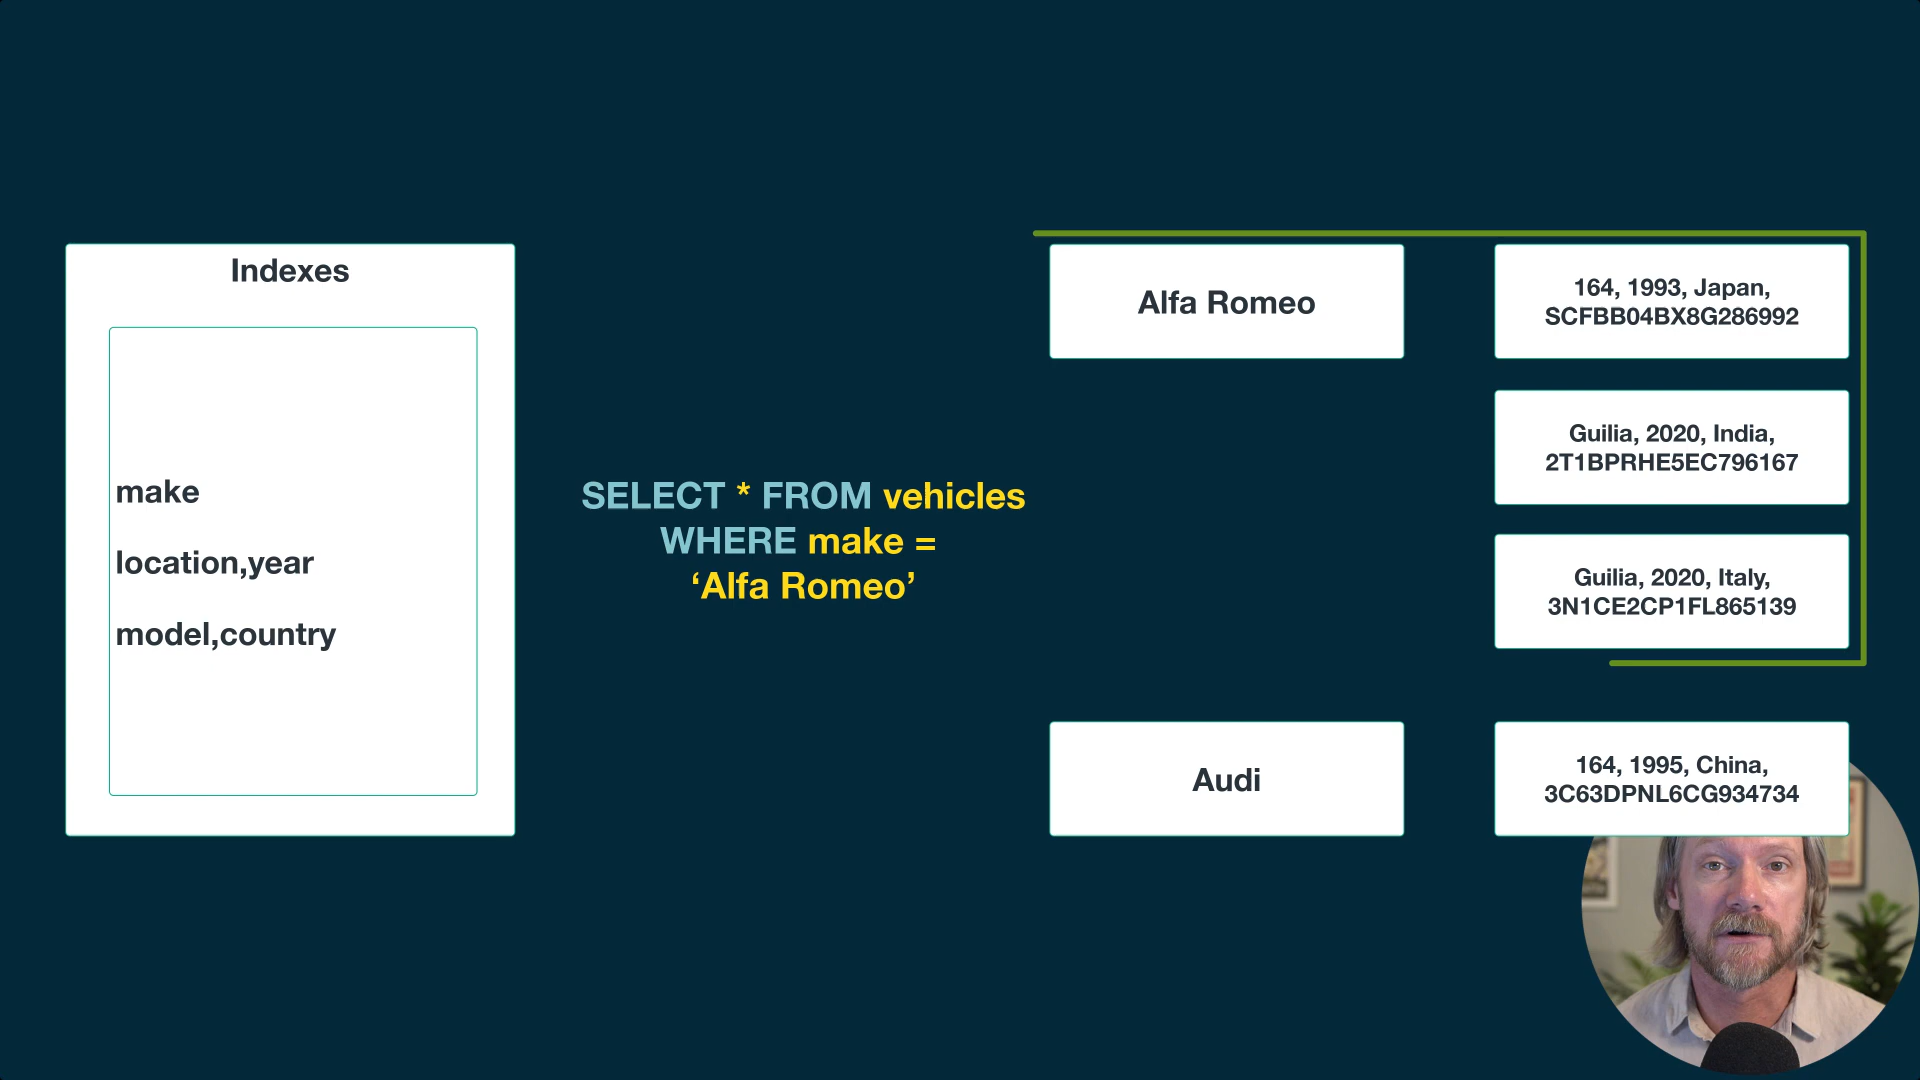 Indexes
make
location,year
model,country
SELECT * FROM vehicles
WHERE make =
‘Alfa Romeo’
Alfa Romeo
164, 1993, Japan,
SCFBB04BX8G286992
Guilia, 2020, India,
2T1BPRHE5EC796167
Guilia, 2020, Italy,
3N1CE2CP1FL865139
Audi
164, 1995, China,
3C63DPNL6CG934734